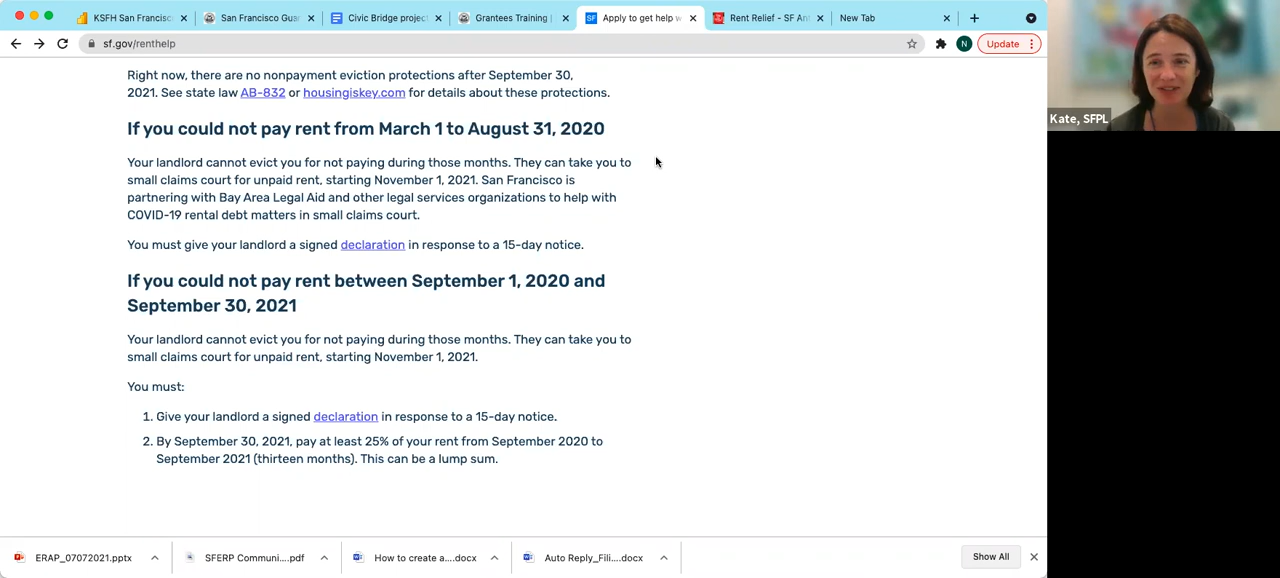 KSFH San Francisc
San Francisco Gua
Civic Bridge projec
Grantees Training |
Apply to get help w
Rent Relief - SF An
New Tab
sf.gov/renthelp
N
Update
Right now, there are no nonpayment eviction protections after September 30,
2021. See state law AB-832 or housingiskey.com for details about these protections.
If you could not pay rent from March 1 to August 31, 2020
Your landlord cannot evict you for not paying during those months. They can take you to
small claims court for unpaid rent, starting November 1, 2021. San Francisco is
partnering with Bay Area Legal Aid and other legal services organizations to help with
COVID-19 rental debt matters in small claims court.
You must give your landlord a signed declaration in response to a 15-day notice.
If you could not pay rent between September 1, 2020 and
September 30, 2021
Your landlord cannot evict you for not paying during those months. They can take you to
small claims court for unpaid rent, starting November 1, 2021.
You must:
1. Give your landlord a signed declaration in response to a 15-day notice.
2. By September 30, 2021, pay at least 25% of your rent from September 2020 to
September 2021 (thirteen months). This can be a lump sum.
ERAP_07072021.pptx
SFERP Communi....pdf
How to create a....docx
Auto Reply_Fili....docx
Show All
Kate, SFPL